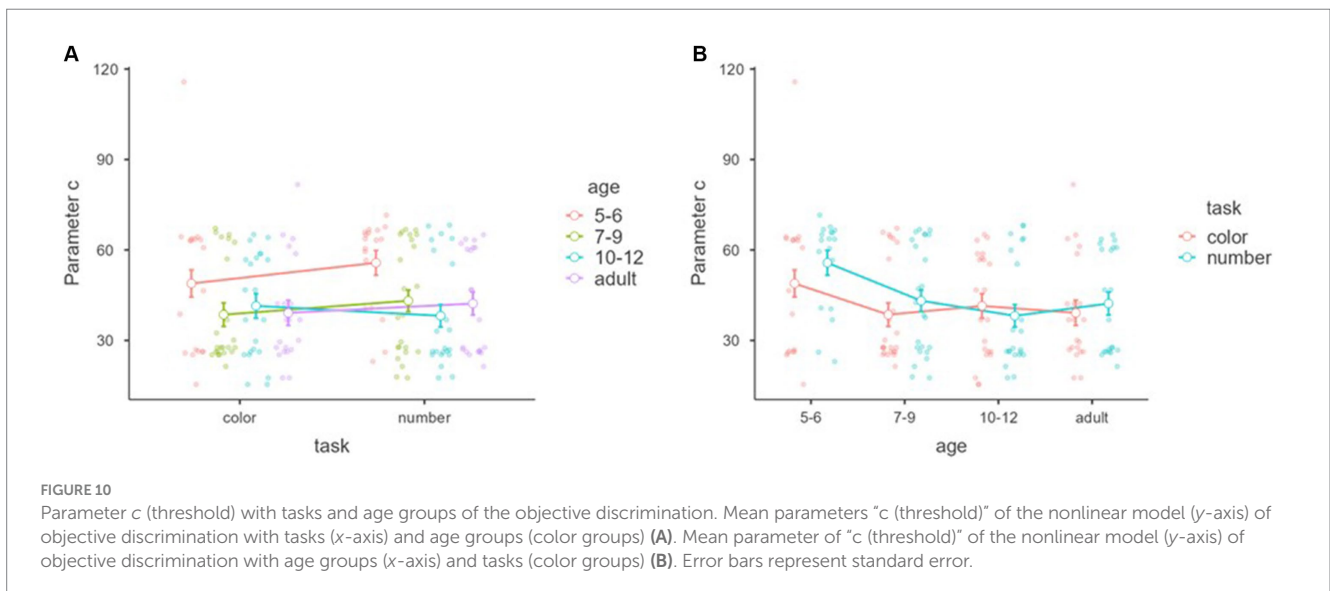 A
120
90
60
30
Parameter c
color
number
task
age
5-6
7-9
10-12
adult
B
120
90
60
30
Parameter c
5-6
7-9
10-12
adult
age
task
color
number
FIGURE 10
Parameter c (threshold) with tasks and age groups of the objective discrimination. Mean parameters “c (threshold)” of the nonlinear model (y-axis) of
objective discrimination with tasks (x-axis) and age groups (color groups) (A). Mean parameter of “c (threshold)” of the nonlinear model (y-axis) of
objective discrimination with age groups (x-axis) and tasks (color groups) (B). Error bars represent standard error.